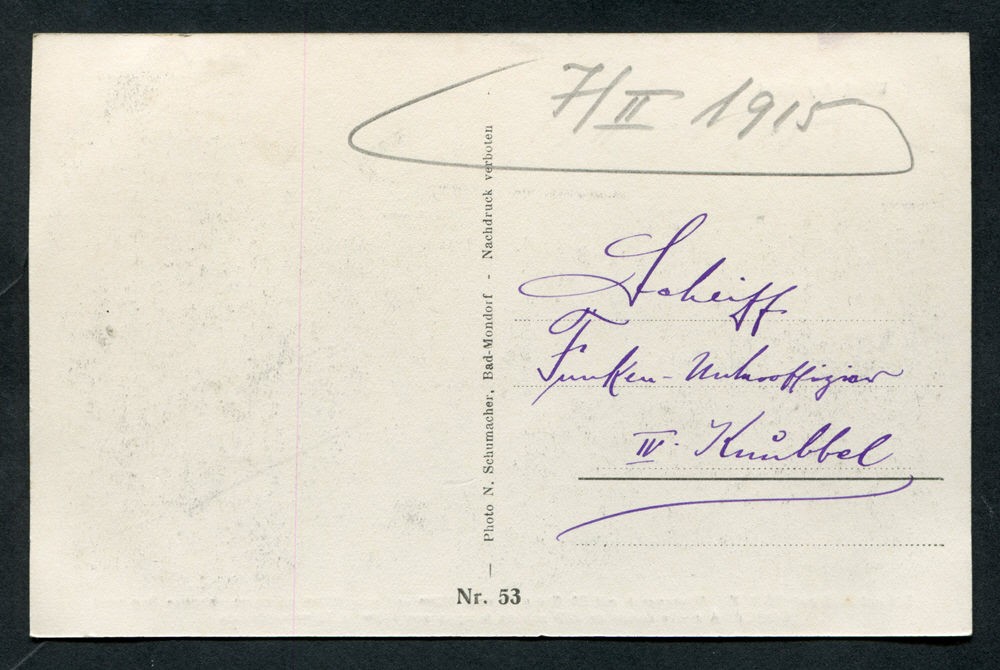 7/II 1915
Photo N. Schumacher, Bad-Mondorf - Nachdruck verboten
Scheiff
Funken-Unteroffizier
IV. Knübbel
Nr. 53